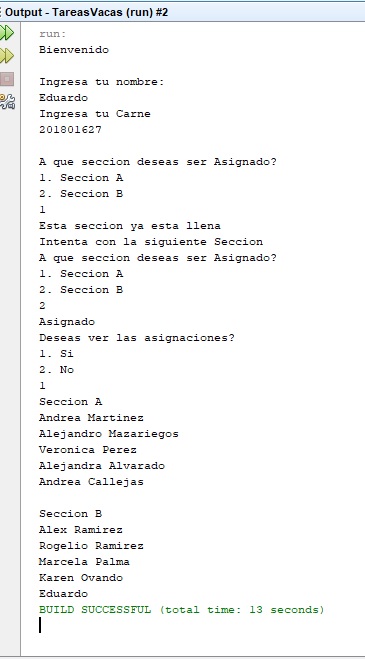 Output - TareasVacas (run) #2
run:
Bienvenido
Ingresa tu nombre:
Eduardo
Ingresa tu Carne
201801627
A que seccion deseas ser Asignado?
1. Seccion A
2. Seccion B
1
Esta seccion ya esta llena
Intenta con la siguiente Seccion
A que seccion deseas ser Asignado?
1. Seccion A
2. Seccion B
2
Asignado
Deseas ver las asignaciones?
1. Si
2. No
1
Seccion A
Andrea Martinez
Alejandro Mazariegos
Veronica Perez
Alejandra Alvarado
Andrea Callejas
Seccion B
Alex Ramirez
Rogelio Ramirez
Marcela Palma
Karen Ovando
Eduardo
BUILD SUCCESSFUL (total time: 13 seconds)